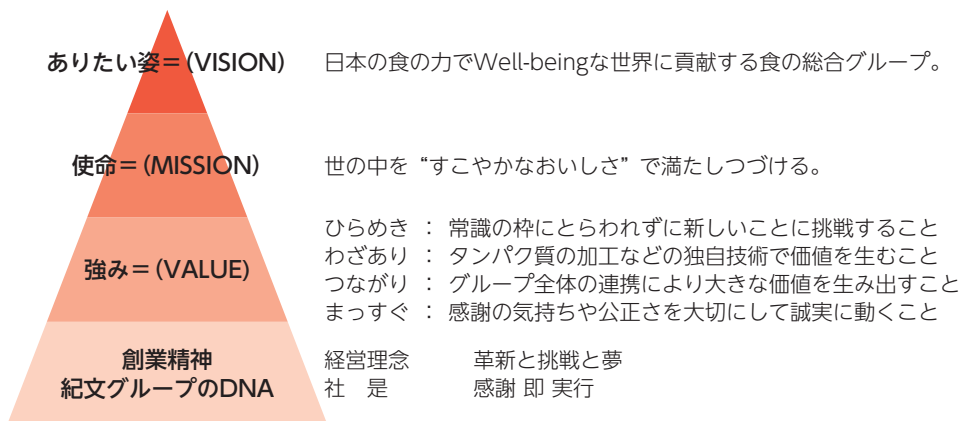 ありたい姿＝(VISION) 日本の食の力でWell-beingな世界に貢献する食の総合グループ。
使命＝(MISSION) 世の中を“すこやかなおいしさ”で満たしつづける。
強み＝(VALUE)
ひらめき ： 常識の枠にとらわれずに新しいことに挑戦すること
わざあり ： タンパク質の加工などの独自技術で価値を生むこと
つながり ： グループ全体の連携により大きな価値を生み出すこと
まっすぐ ： 感謝の気持ちや公正さを大切にして誠実に動くこと
創業精神
紀文グループのDNA
経営理念 革新と挑戦と夢
社 是 感謝 即 実行